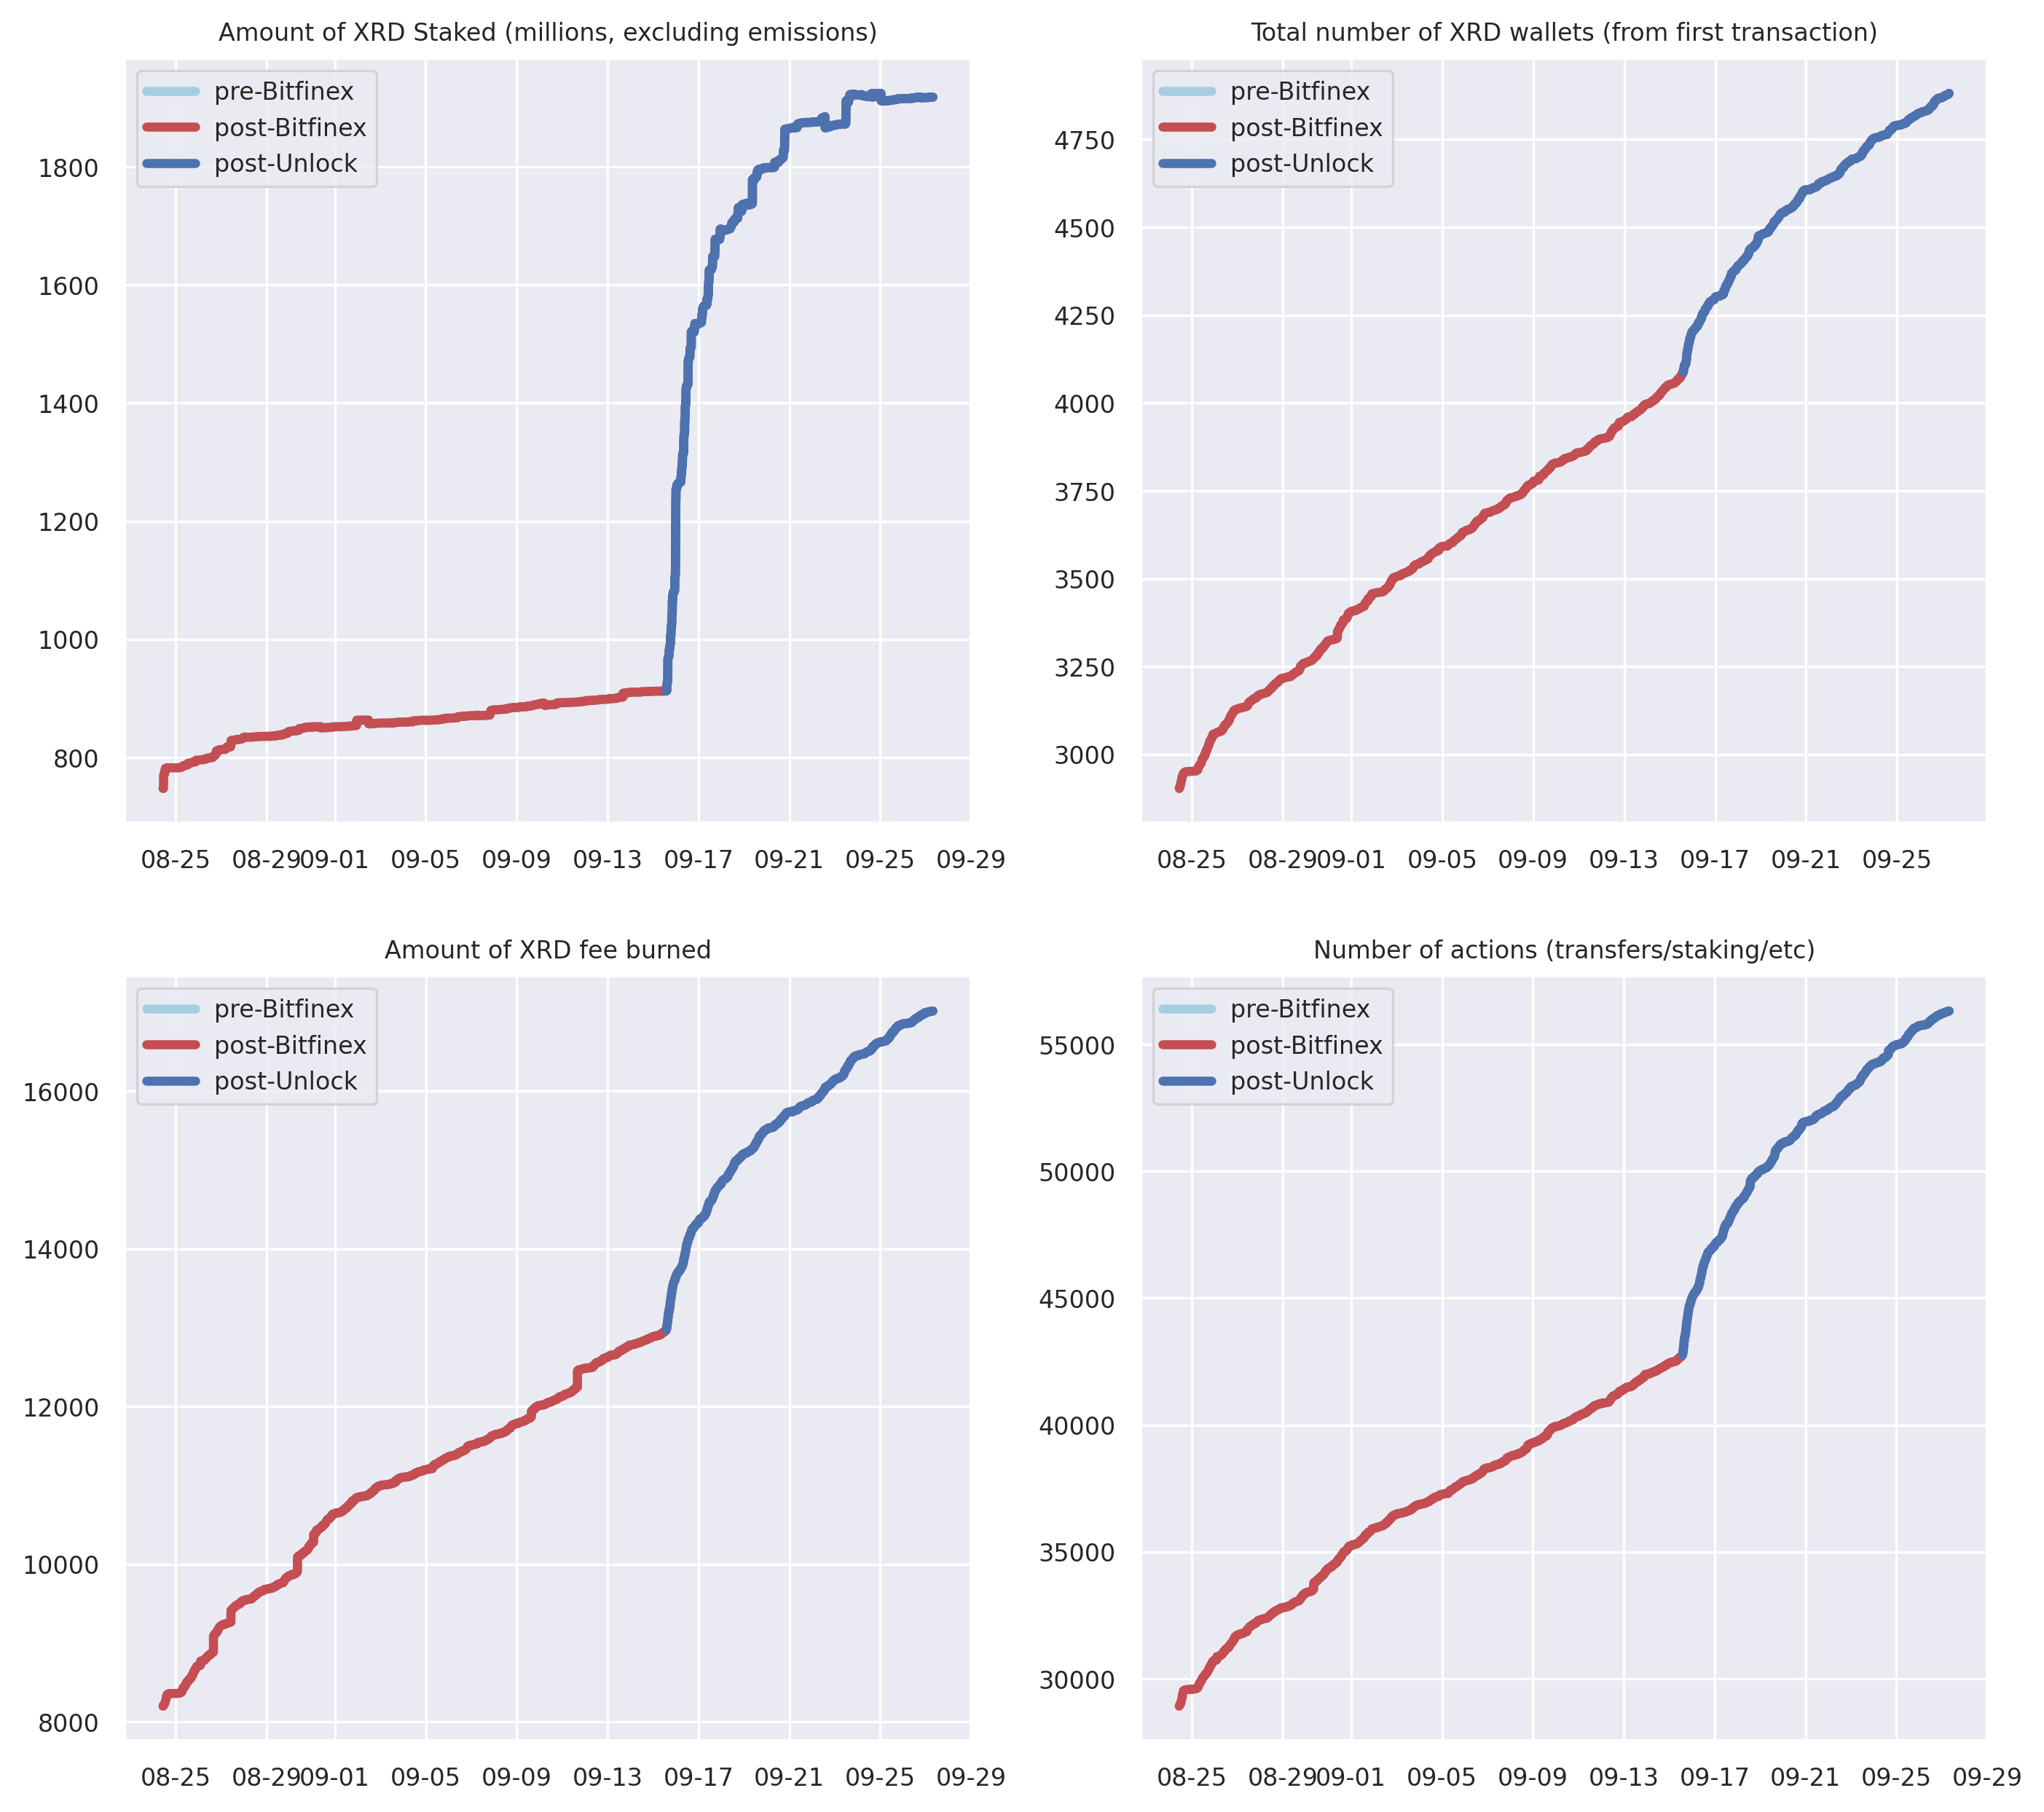 Amount of XRD Staked (millions, excluding emissions)
pre-Bitfinex
post-Bitfinex
post-Unlock
1800
1600
1400
1200
1000
800
08-25 08-29 09-01 09-05 09-09 09-13 09-17 09-21 09-25 09-29
Total number of XRD wallets (from first transaction)
pre-Bitfinex
post-Bitfinex
post-Unlock
4750
4500
4250
4000
3750
3500
3250
3000
08-25 08-29 09-01 09-05 09-09 09-13 09-17 09-21 09-25
Amount of XRD fee burned
pre-Bitfinex
post-Bitfinex
post-Unlock
16000
14000
12000
10000
8000
08-25 08-29 09-01 09-05 09-09 09-13 09-17 09-21 09-25 09-29
Number of actions (transfers/staking/etc)
pre-Bitfinex
post-Bitfinex
post-Unlock
55000
50000
45000
40000
35000
30000
08-25 08-29 09-01 09-05 09-09 09-13 09-17 09-21 09-25 09-29